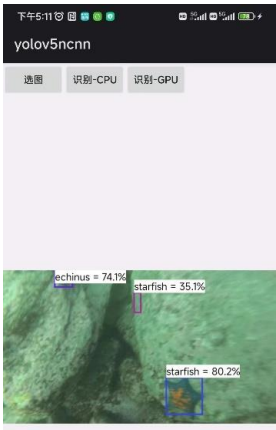 下午5:11
yolov5ncnn
选图 识别-CPU 识别-GPU
echinus = 74.1%
starfish = 35.1%
starfish = 80.2%